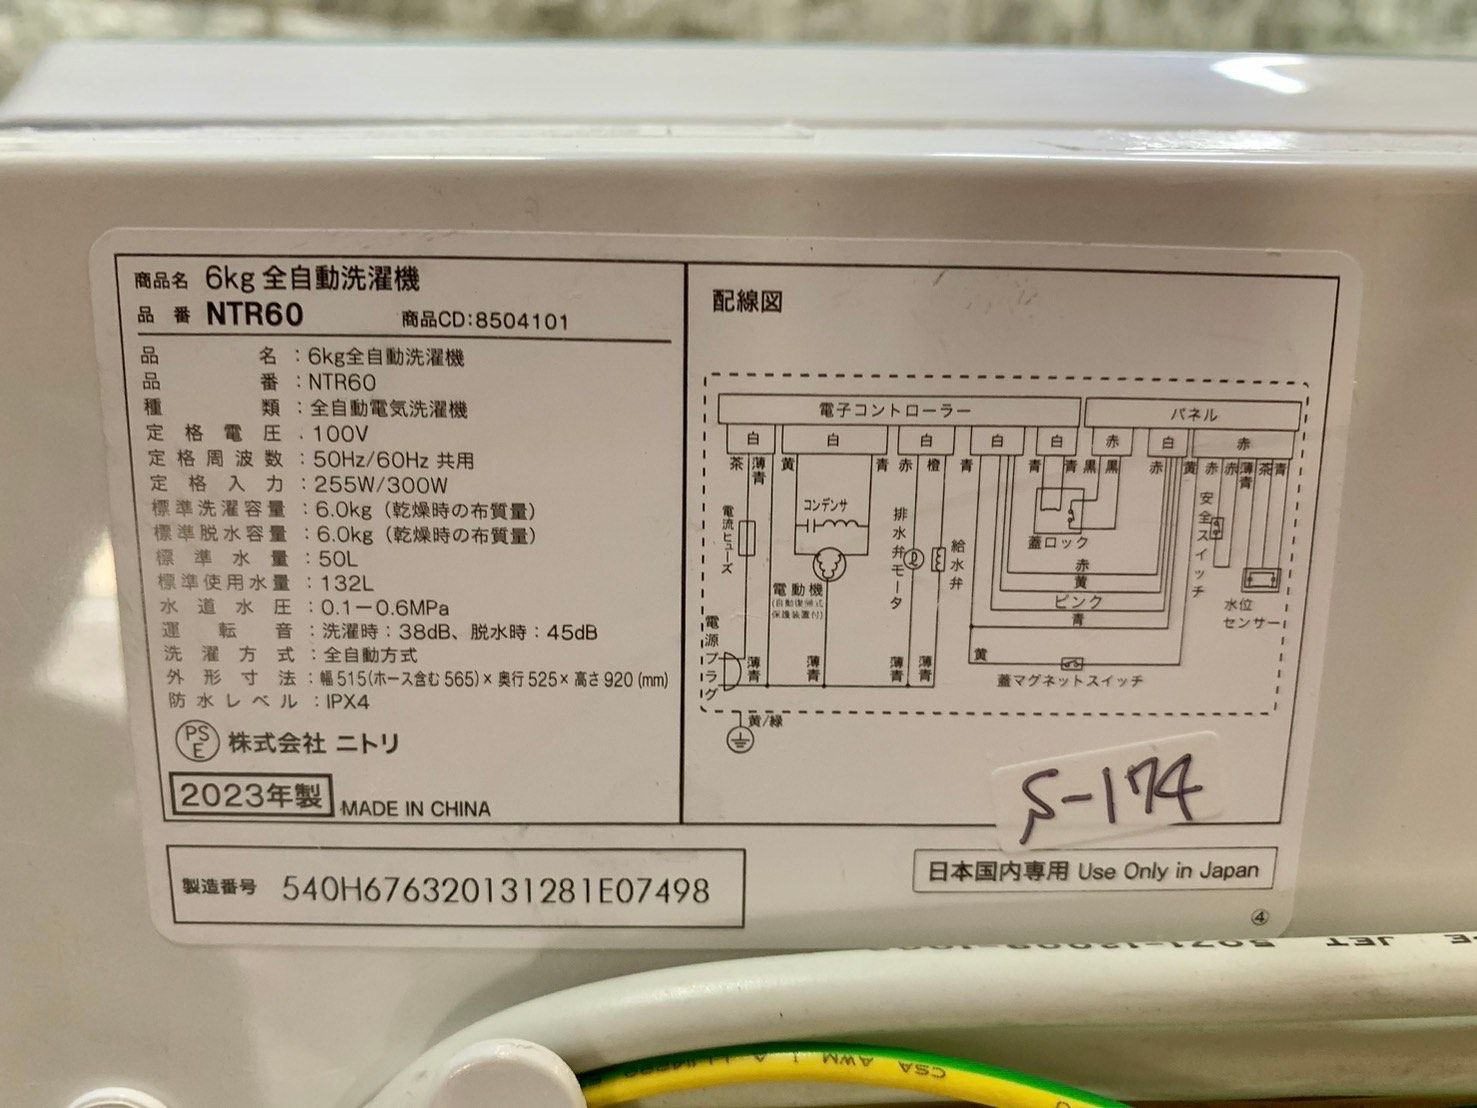 商品名 6kg 全自動洗濯機
品番 NTR60 商品CD:8504101
品名:6kg全自動洗濯機
品番:NTR60
種類:全自動電気洗濯機
定格電圧:100V
定格周波数:50Hz/60Hz 共用
定格入力:255W/300W
標準洗濯容量:6.0kg(乾燥時の布質量)
標準脱水容量:6.0kg(乾燥時の布質量)
標準水量:50L
標準使用水量:132L
水道水圧:0.1-0.6MPa
運転音:洗濯時:38dB、脱水時:45dB
洗濯方式:全自動方式
外形寸法:幅515(ホース含む565)×奥行525×高さ920(mm)
防水レベル:IPX4
PSE 株式会社 ニトリ
2023年製 MADE IN CHINA
製造番号 540H676320131281E07498
配線図
電子コントローラー パネル
白 白 白 白 白 赤 白 赤
茶 薄青 黄 青 赤 橙 青 青 青 黒 黒 赤 黄 赤 赤 薄青 茶 青
電流ヒューズ
コンデンサ
排水弁モータ
給水弁
蓋ロック
安全スイッチ
赤
黄
ピンク
青
電動機
(自動復帰式
保護装置付)
水位
センサー
電源プラグ
薄青 薄青 薄青 薄青
黄
蓋マグネットスイッチ
黄/緑
S-174
日本国内専用 Use Only in Japan
④
JET
CSA AWM